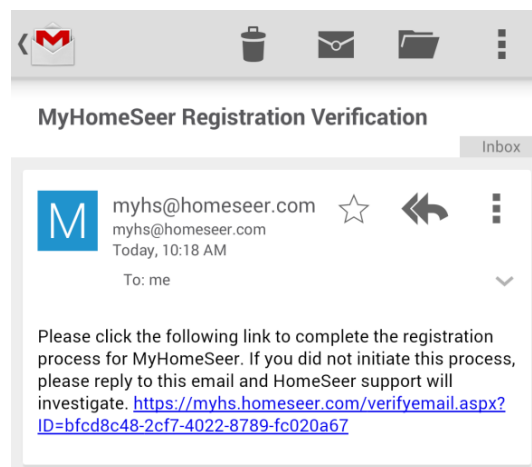 MyHomeSeer Registration Verification
Inbox
M
myhs@homeseer.com
myhs@homeseer.com
Today, 10:18 AM
To: me
Please click the following link to complete the registration
process for MyHomeSeer. If you did not initiate this process,
please reply to this email and HomeSeer support will
investigate. https://myhs.homeseer.com/verifyemail.aspx?
ID=bfcd8c48-2cf7-4022-8789-fc020a67